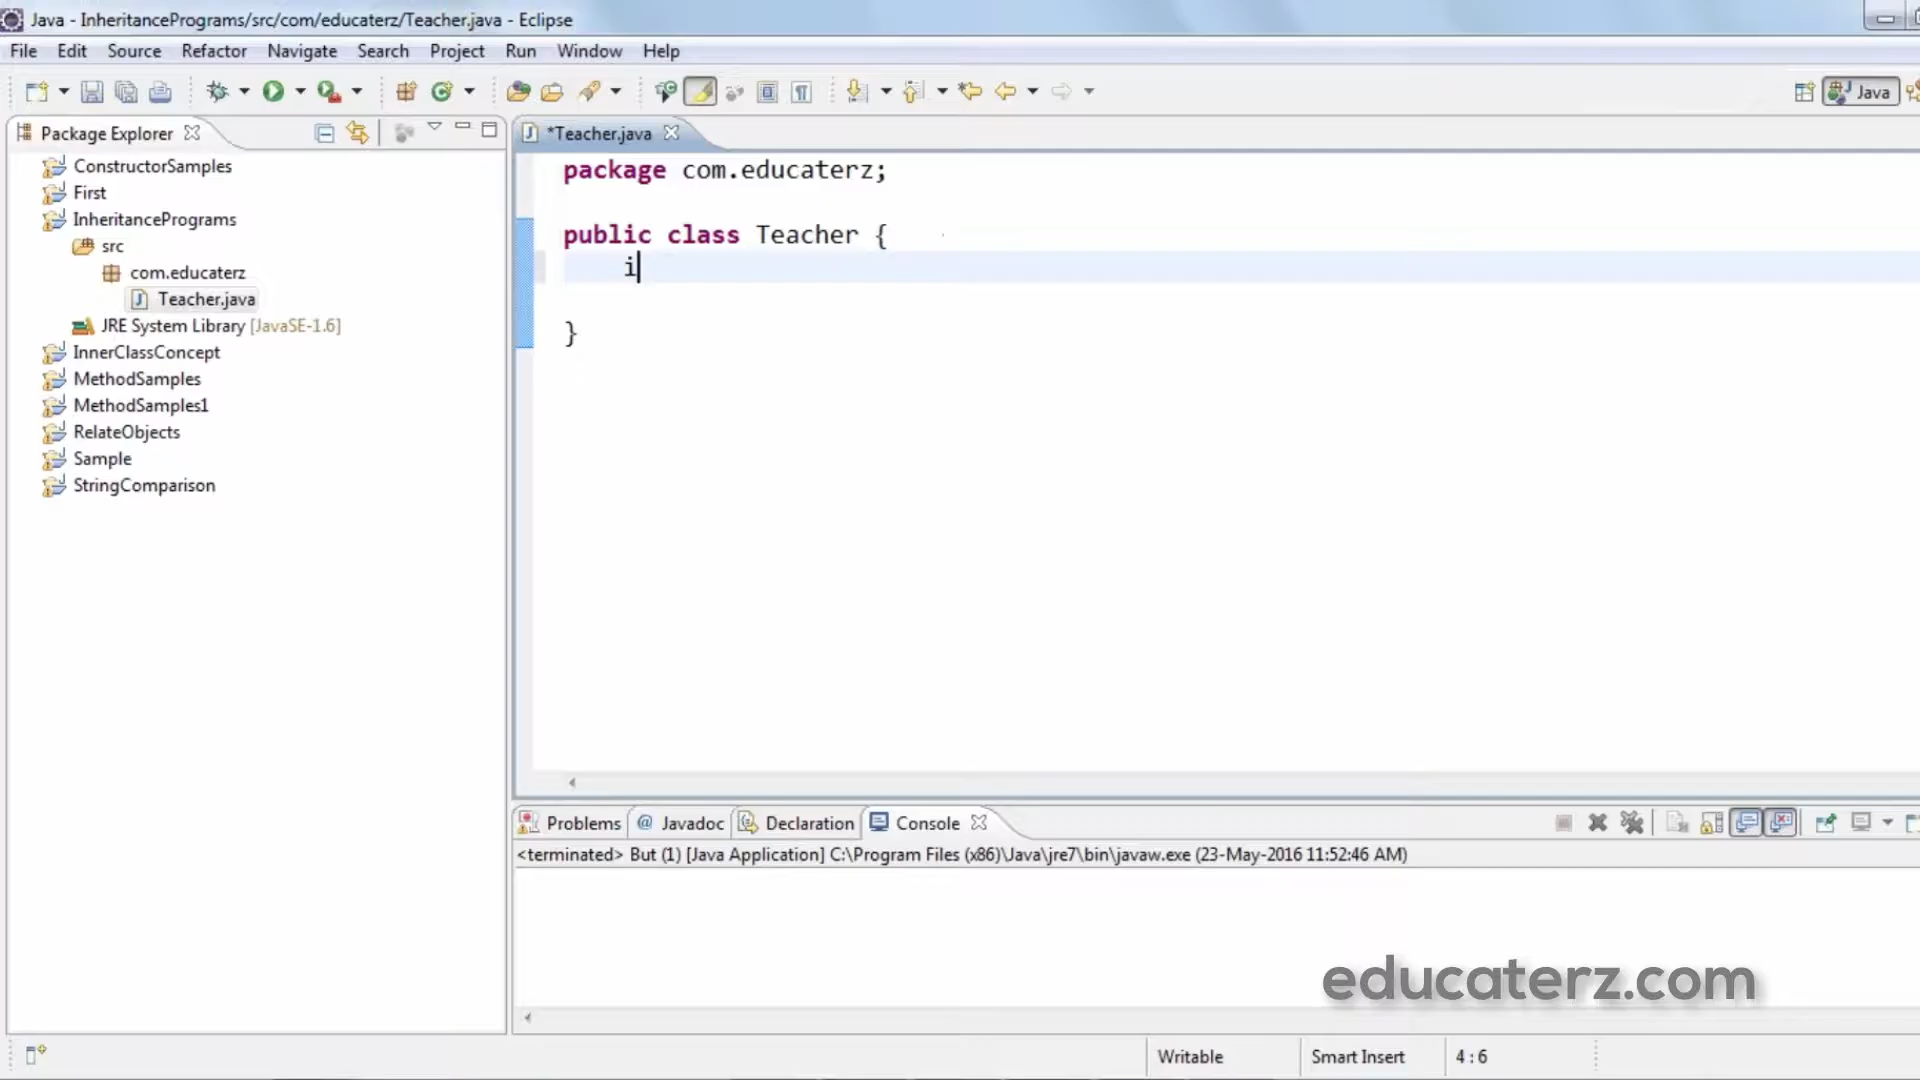 Java - InheritancePrograms/src/com/educaterz/Teacher.java - Eclipse
File Edit Source Refactor Navigate Search Project Run Window Help
Java
Package Explorer
*Teacher.java
ConstructorSamples
First
InheritancePrograms
src
com.educaterz
Teacher.java
JRE System Library [JavaSE-1.6]
InnerClassConcept
MethodSamples
MethodSamples1
RelateObjects
Sample
StringComparison
package com.educaterz;
public class Teacher {
i
}
Problems @ Javadoc Declaration Console
<terminated> But (1) [Java Application] C:\Program Files (x86)\Java\jre7\bin\javaw.exe (23-May-2016 11:52:46 AM)
educaterz.com
Writable Smart Insert 4 : 6